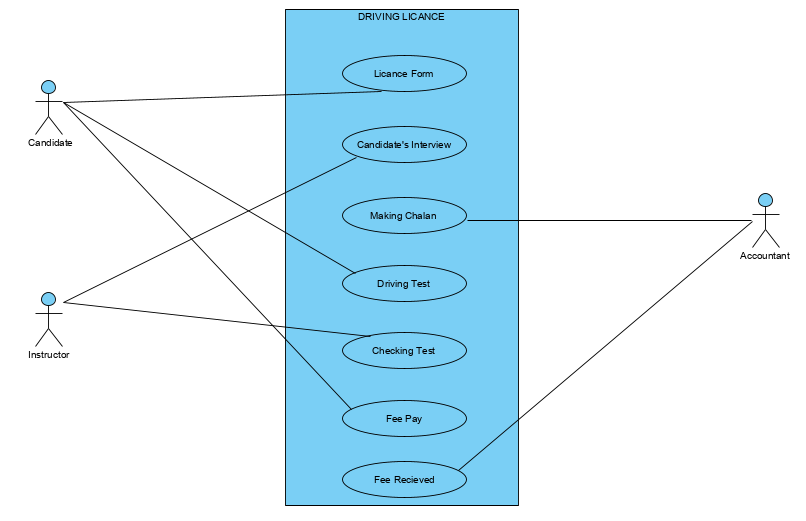 DRIVING LICANCE
Licance Form
Candidate
Candidate's Interview
Making Chalan
Accountant
Driving Test
Instructor
Checking Test
Fee Pay
Fee Recieved